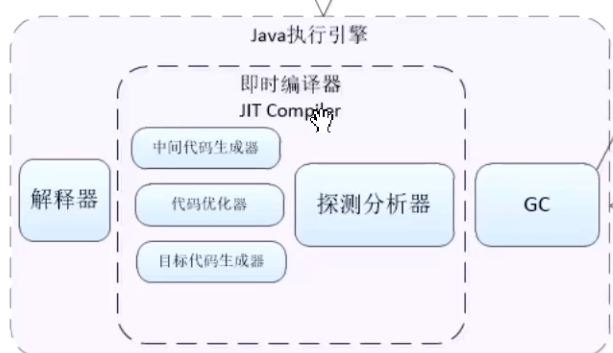 Java执行引擎
即时编译器
JIT Compiler
中间代码生成器
解释器
代码优化器
探测分析器
GC
目标代码生成器